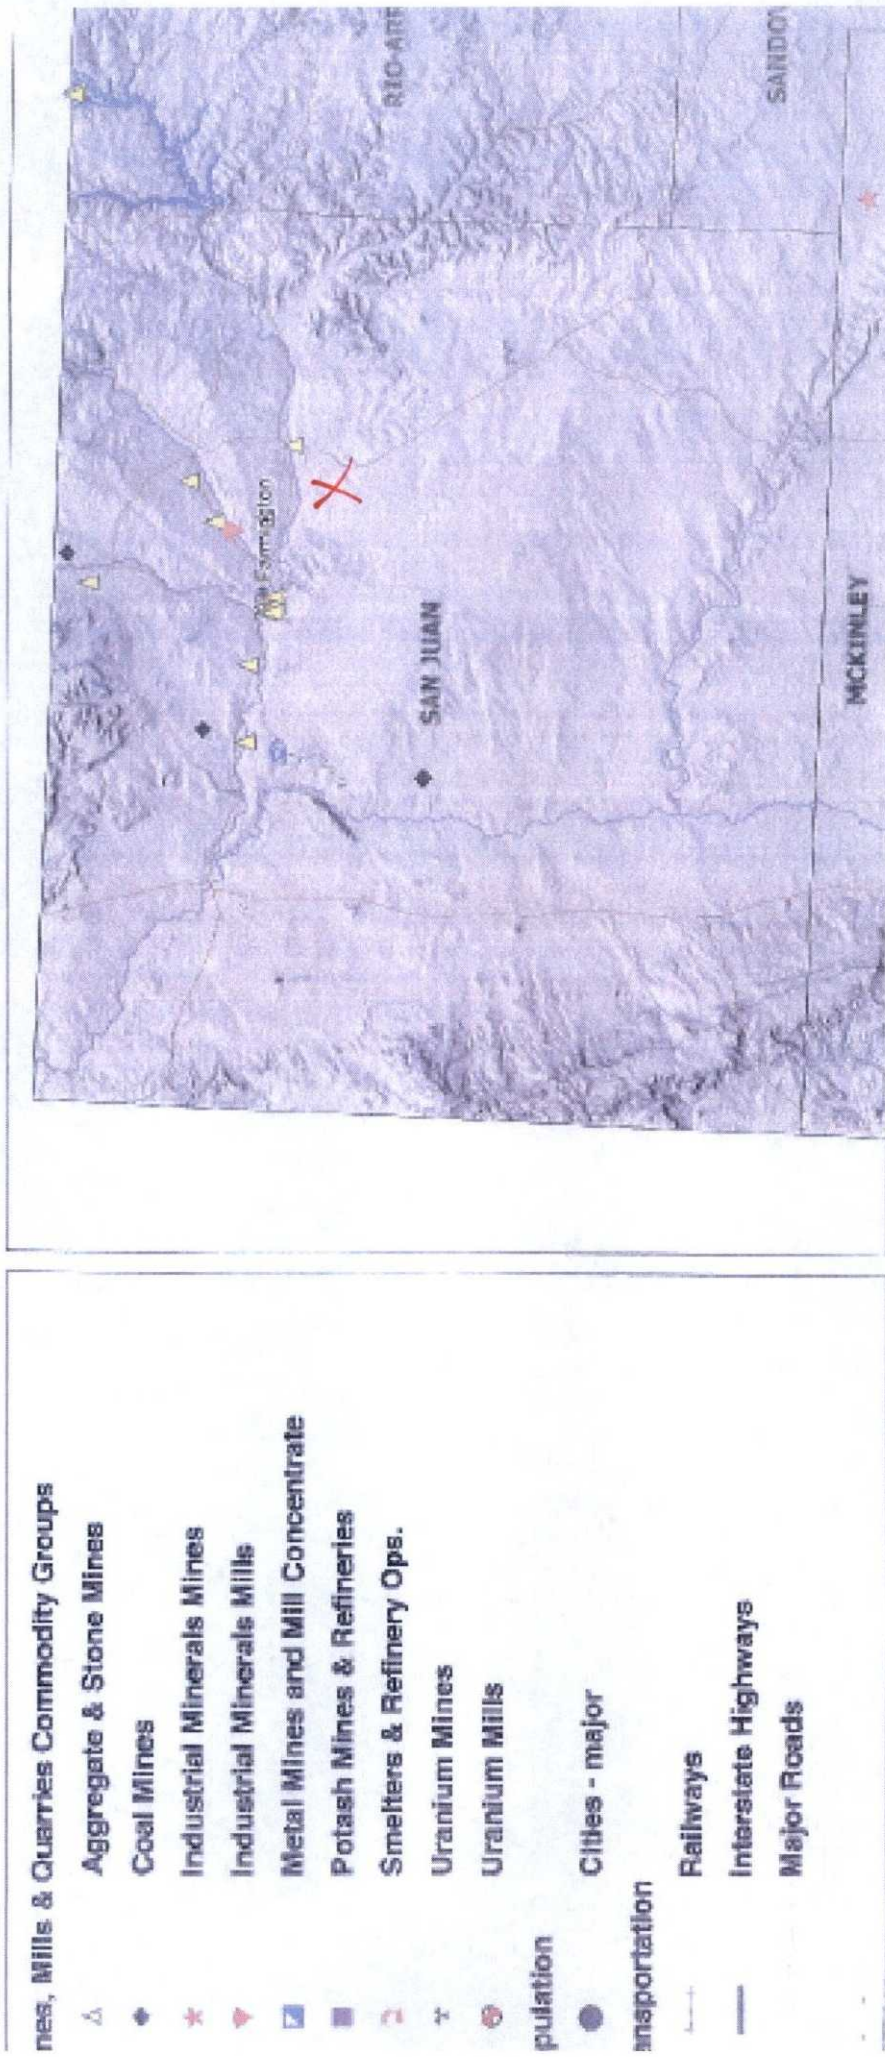 nes, Mills & Quarries Commodity Groups
Aggregate & Stone Mines
Coal Mines
Industrial Minerals Mines
Industrial Minerals Mills
Metal Mines and Mill Concentrate
Potash Mines & Refineries
Smelters & Refinery Ops.
Uranium Mines
Uranium Mills
pulation
Cities - major
ansportation
Railways
Interstate Highways
Major Roads
Farmington
SAN JUAN
MCKINLEY
RIO ARR
SANDOV